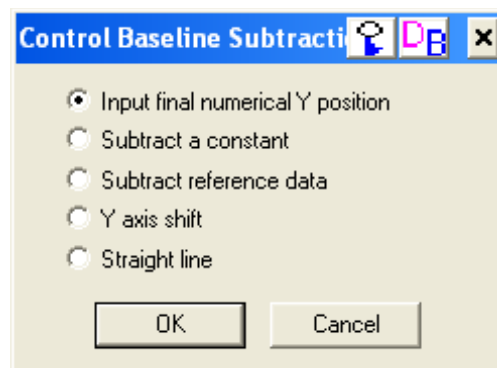 Control Baseline Subtracti
DB
Input final numerical Y position
Subtract a constant
Subtract reference data
Y axis shift
Straight line
OK
Cancel